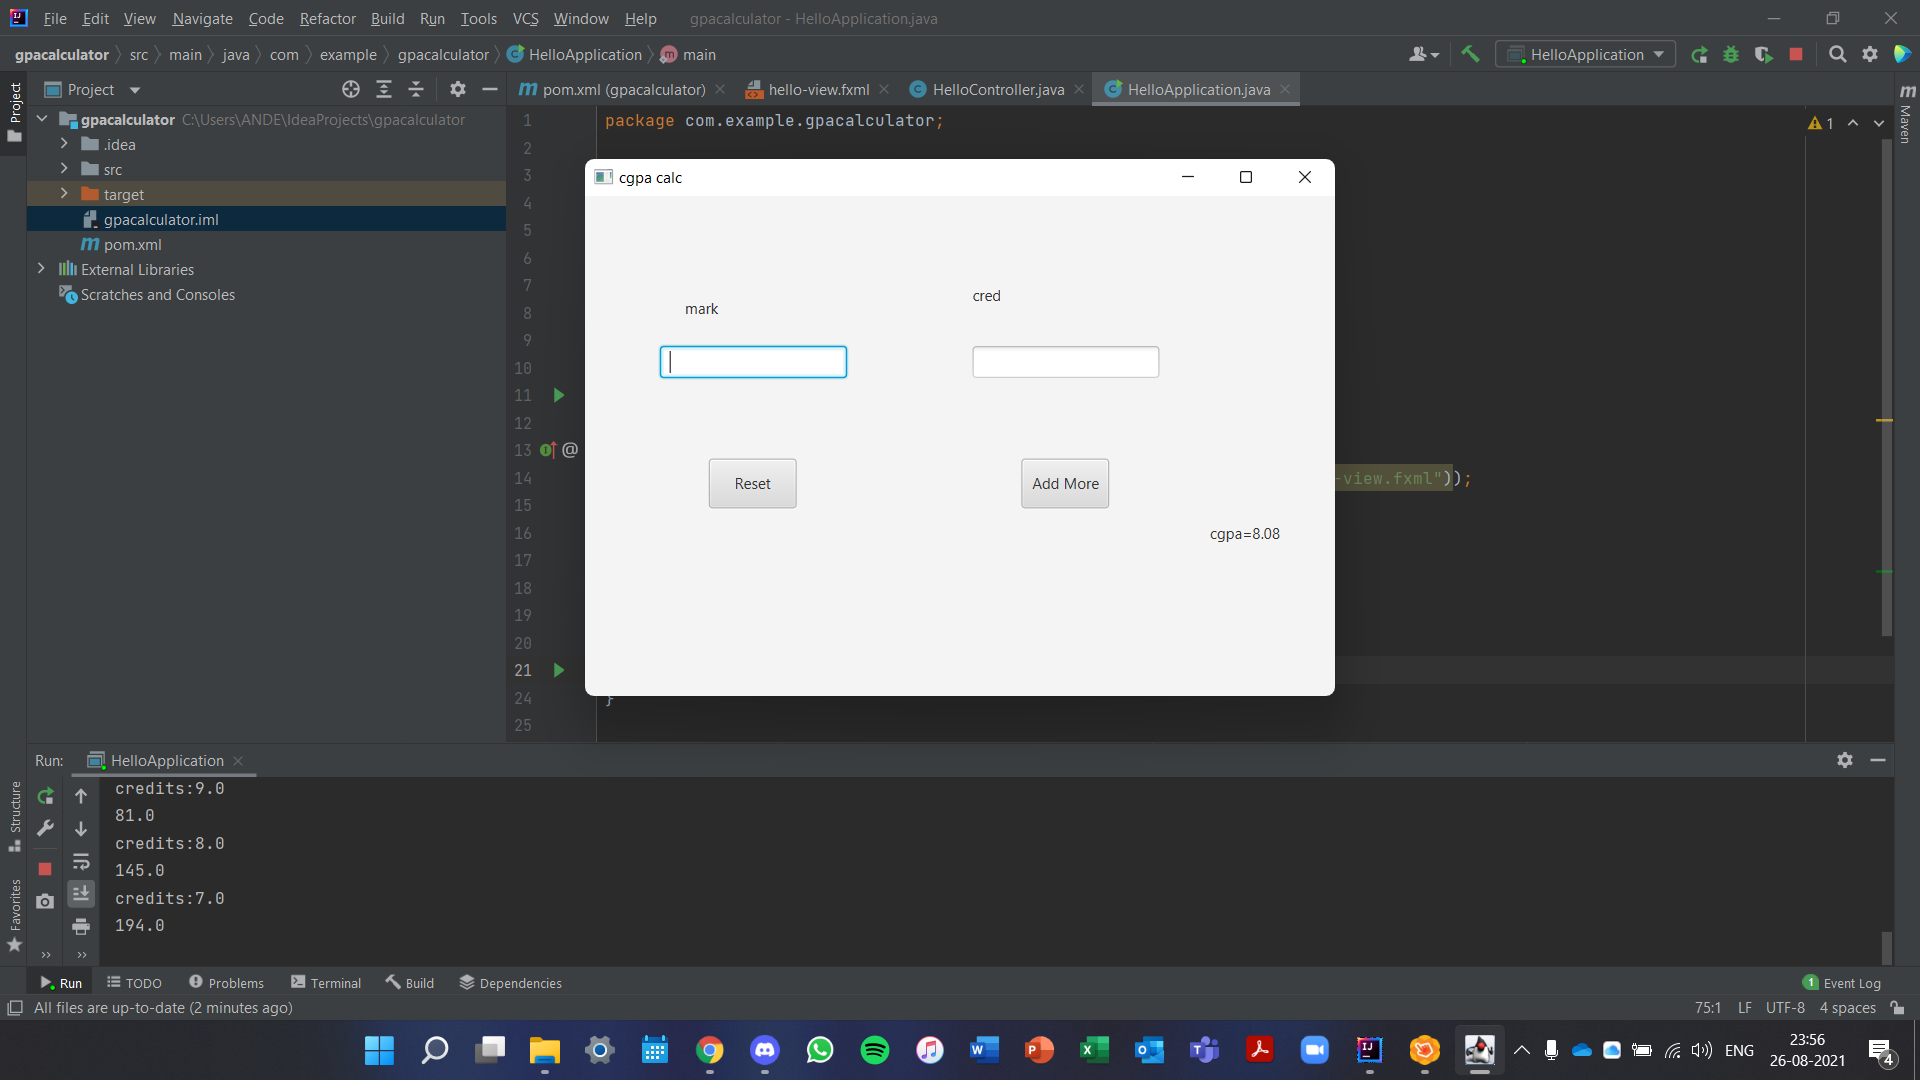 File Edit View Navigate Code Refactor Build Run Tools VCS Window Help gpacalculator - HelloApplication.java
gpacalculator src main java com example gpacalculator HelloApplication main
HelloApplication
Project
pom.xml (gpacalculator) hello-view.fxml HelloController.java HelloApplication.java
Project
Maven
gpacalculator C:\Users\ANDE\IdeaProjects\gpacalculator
.idea
src
target
gpacalculator.iml
pom.xml
External Libraries
Scratches and Consoles
1 package com.example.gpacalculator;
1
2
3
4
5
6
7
8
9
10
11
12
13 @
14 -view.fxml"));
15
16
17
18
19
20
21
24 }
25
cgpa calc
mark
cred
Reset
Add More
cgpa=8.08
Run: HelloApplication
credits:9.0
81.0
credits:8.0
145.0
credits:7.0
194.0
Structure
Favorites
Run TODO Problems Terminal Build Dependencies
1 Event Log
All files are up-to-date (2 minutes ago)
75:1 LF UTF-8 4 spaces
ENG
23:56
26-08-2021
4